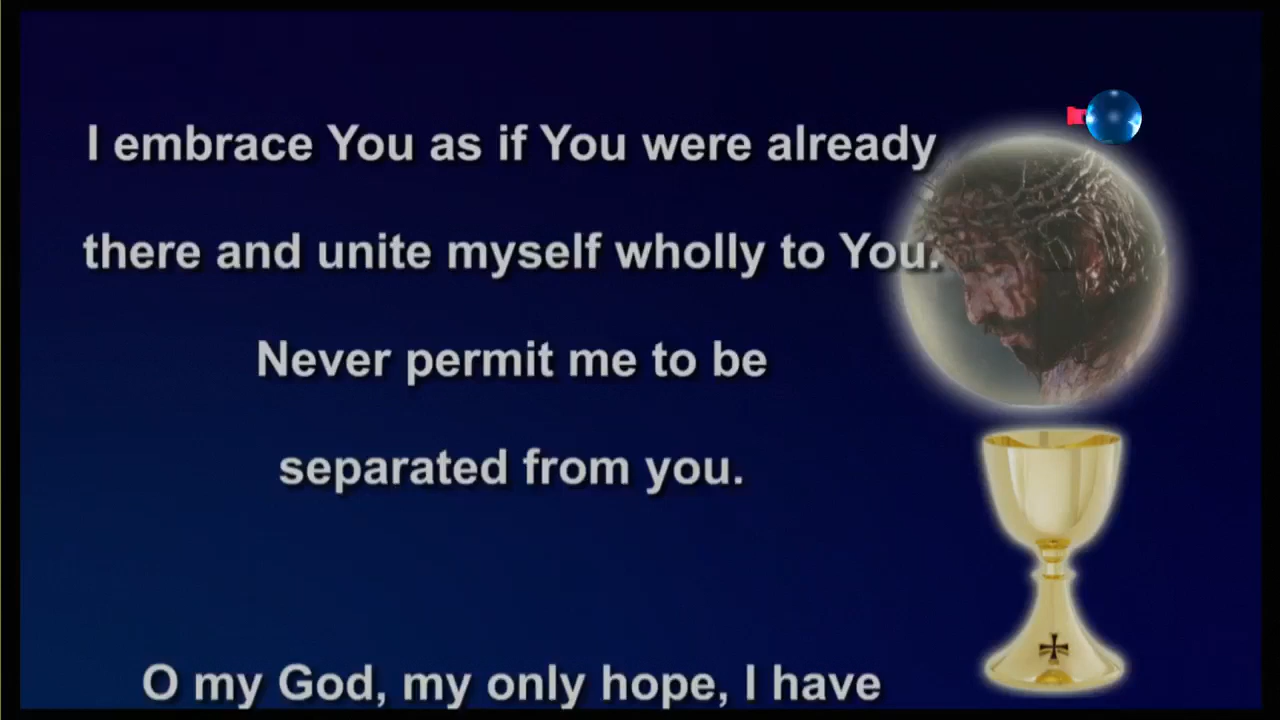 I embrace You as if You were already
there and unite myself wholly to You.
Never permit me to be
separated from you.
O my God, my only hope, I have